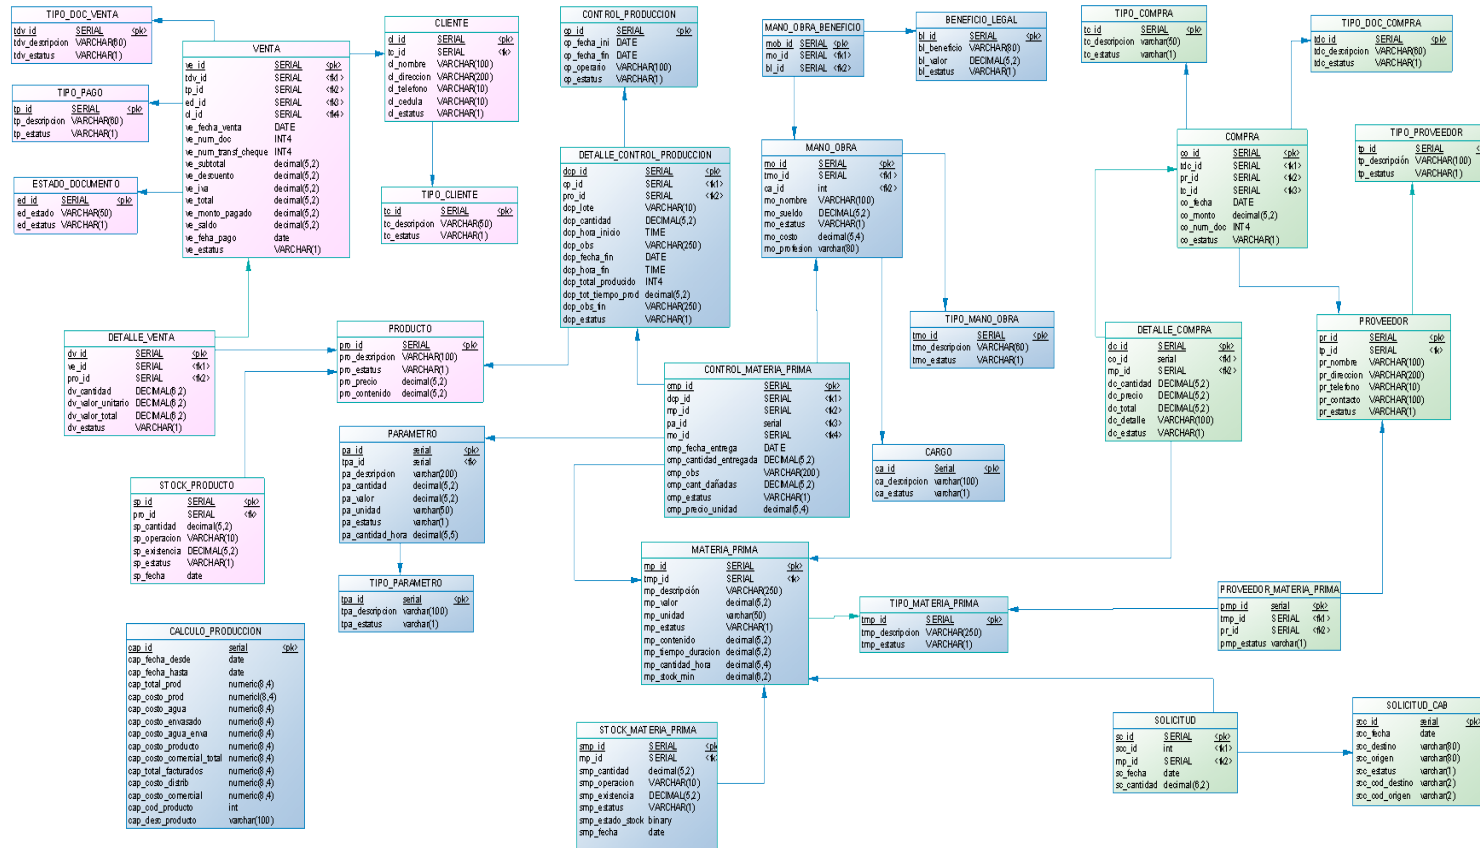 TIPO_DOC_VENTA
tdv_id SERIAL <pk>
tdv_descripcion VARCHAR(60)
tdv_estatus VARCHAR(1)
VENTA
ve_id SERIAL <pk>
tdv_id SERIAL <fk1>
tp_id SERIAL <fk2>
ed_id SERIAL <fk3>
cl_id SERIAL <fk4>
ve_fecha_venta DATE
ve_num_doc INT4
ve_num_transf_cheque INT4
ve_subtotal decimal(5,2)
ve_descuento decimal(5,2)
ve_iva decimal(5,2)
ve_total decimal(5,2)
ve_monto_pagado decimal(5,2)
ve_saldo decimal(5,2)
ve_feha_pago date
ve_estatus VARCHAR(1)
TIPO_PAGO
tp_id SERIAL <pk>
tp_descripcion VARCHAR(60)
tp_estatus VARCHAR(1)
ESTADO_DOCUMENTO
ed_id SERIAL <pk>
ed_estado VARCHAR(50)
ed_estatus VARCHAR(1)
CLIENTE
cl_id SERIAL <pk>
tc_id SERIAL <fk>
cl_nombre VARCHAR(100)
cl_direccion VARCHAR(200)
cl_telefono VARCHAR(10)
cl_cedula VARCHAR(10)
cl_estatus VARCHAR(1)
TIPO_CLIENTE
tc_id SERIAL <pk>
tc_descripcion VARCHAR(50)
tc_estatus VARCHAR(1)
CONTROL_PRODUCCION
cp_id SERIAL <pk>
cp_fecha_ini DATE
cp_fecha_fin DATE
cp_operario VARCHAR(100)
cp_estatus VARCHAR(1)
DETALLE_CONTROL_PRODUCCION
dcp_id SERIAL <pk>
cp_id SERIAL <fk1>
pro_id SERIAL <fk2>
dcp_lote VARCHAR(10)
dcp_cantidad DECIMAL(5,2)
dcp_hora_inicio TIME
dcp_obs VARCHAR(250)
dcp_fecha_fin DATE
dcp_hora_fin TIME
dcp_total_producido INT4
dcp_tot_tiempo_prod decimal(5,2)
dcp_obs_fin VARCHAR(250)
dcp_estatus VARCHAR(1)
MANO_OBRA_BENEFICIO
mob_id SERIAL <pk>
mo_id SERIAL <fk1>
bl_id SERIAL <fk2>
BENEFICIO_LEGAL
bl_id SERIAL <pk>
bl_beneficio VARCHAR(80)
bl_valor DECIMAL(5,2)
bl_estatus VARCHAR(1)
MANO_OBRA
mo_id SERIAL <pk>
tmo_id SERIAL <fk1>
ca_id int <fk2>
mo_nombre VARCHAR(100)
mo_sueldo DECIMAL(5,2)
mo_estatus VARCHAR(1)
mo_costo decimal(5,4)
mo_profesion varchar(80)
TIPO_MANO_OBRA
tmo_id SERIAL <pk>
tmo_descripcion VARCHAR(60)
tmo_estatus VARCHAR(1)
TIPO_COMPRA
tc_id SERIAL <pk>
tc_descripcion varchar(50)
tc_estatus varchar(1)
TIPO_DOC_COMPRA
tdc_id SERIAL <pk>
tdc_descripcion VARCHAR(60)
tdc_estatus VARCHAR(1)
COMPRA
co_id SERIAL <pk>
tdc_id SERIAL <fk1>
pr_id SERIAL <fk2>
tc_id SERIAL <fk3>
co_fecha DATE
co_monto decimal(5,2)
co_num_doc INT4
co_estatus VARCHAR(1)
TIPO_PROVEEDOR
tp_id SERIAL
tp_descripción VARCHAR(100)
tp_estatus VARCHAR(1)
PROVEEDOR
pr_id SERIAL <pk>
tp_id SERIAL <fk>
pr_nombre VARCHAR(100)
pr_direccion VARCHAR(200)
pr_telefono VARCHAR(10)
pr_contacto VARCHAR(100)
pr_estatus VARCHAR(1)
DETALLE_COMPRA
dc_id SERIAL <pk>
co_id serial <fk1>
mp_id SERIAL <fk2>
dc_cantidad DECIMAL(5,2)
dc_precio DECIMAL(5,2)
dc_total DECIMAL(5,2)
dc_detalle VARCHAR(100)
dc_estatus VARCHAR(1)
DETALLE_VENTA
dv_id SERIAL <pk>
ve_id SERIAL <fk1>
pro_id SERIAL <fk2>
dv_cantidad DECIMAL(6,2)
dv_valor_unitario DECIMAL(6,2)
dv_valor_total DECIMAL(6,2)
dv_estatus VARCHAR(1)
PRODUCTO
pro_id SERIAL <pk>
pro_descripcion VARCHAR(100)
pro_estatus VARCHAR(1)
pro_precio decimal(5,2)
pro_contenido decimal(5,2)
CONTROL_MATERIA_PRIMA
cmp_id SERIAL <pk>
dcp_id SERIAL <fk1>
mp_id SERIAL <fk2>
pa_id serial <fk3>
mo_id SERIAL <fk4>
cmp_fecha_entrega DATE
cmp_cantidad_entregada DECIMAL(5,2)
cmp_obs VARCHAR(200)
cmp_cant_dañadas DECIMAL(5,2)
cmp_estatus VARCHAR(1)
cmp_precio_unidad decimal(5,4)
PARAMETRO
pa_id serial <pk>
tpa_id serial <fk>
pa_descripcion varchar(200)
pa_cantidad decimal(5,2)
pa_valor decimal(5,2)
pa_unidad varchar(50)
pa_estatus varchar(1)
pa_cantidad_hora decimal(5,5)
CARGO
ca_id Serial <pk>
ca_descripcion varchar(100)
ca_estatus varchar(1)
STOCK_PRODUCTO
sp_id SERIAL <pk>
pro_id SERIAL <fk>
sp_cantidad decimal(5,2)
sp_operacion VARCHAR(10)
sp_existencia DECIMAL(5,2)
sp_estatus VARCHAR(1)
sp_fecha date
TIPO_PARAMETRO
tpa_id serial <pk>
tpa_descripcion varchar(100)
tpa_estatus varchar(1)
MATERIA_PRIMA
mp_id SERIAL <pk>
tmp_id SERIAL <fk>
mp_descripción VARCHAR(250)
mp_valor decimal(5,2)
mp_unidad varchar(50)
mp_estatus VARCHAR(1)
mp_contenido decimal(5,2)
mp_tiempo_duracion decimal(5,2)
mp_cantidad_hora decimal(5,4)
mp_stock_min decimal(6,2)
TIPO_MATERIA_PRIMA
tmp_id SERIAL <pk>
tmp_descripcion VARCHAR(250)
tmp_estatus VARCHAR(1)
PROVEEDOR_MATERIA_PRIMA
pmp_id serial <pk>
tmp_id SERIAL <fk1>
pr_id SERIAL <fk2>
pmp_estatus varchar(1)
CALCULO_PRODUCCION
cap_id serial <pk>
cap_fecha_desde date
cap_fecha_hasta date
cap_total_prod numeric(8,4)
cap_costo_prod numericl(8,4)
cap_costo_agua numeric(8,4)
cap_costo_envasado numeric(8,4)
cap_costo_agua_enva numeric(8,4)
cap_costo_producto numeric(8,4)
cap_costo_comercial_total numeric(8,4)
cap_total_facturados numeric(8,4)
cap_costo_distrib numeric(8,4)
cap_costo_comercial numeric(8,4)
cap_cod_producto int
cap_desc_producto varchar(100)
STOCK_MATERIA_PRIMA
smp_id SERIAL <pk
mp_id SERIAL <fk
smp_cantidad decimal(5,2)
smp_operacion VARCHAR(10)
smp_existencia DECIMAL(5,2)
smp_estatus VARCHAR(1)
smp_estado_stock binary
smp_fecha date
SOLICITUD
sc_id SERIAL <pk>
scc_id int <fk1>
mp_id SERIAL <fk2>
sc_fecha date
sc_cantidad decimal(6,2)
SOLICITUD_CAB
scc_id serial <pk>
scc_fecha date
scc_destino varchar(80)
scc_origen varchar(80)
scc_estatus varchar(1)
scc_cod_destino varchar(2)
scc_cod_origen varchar(2)